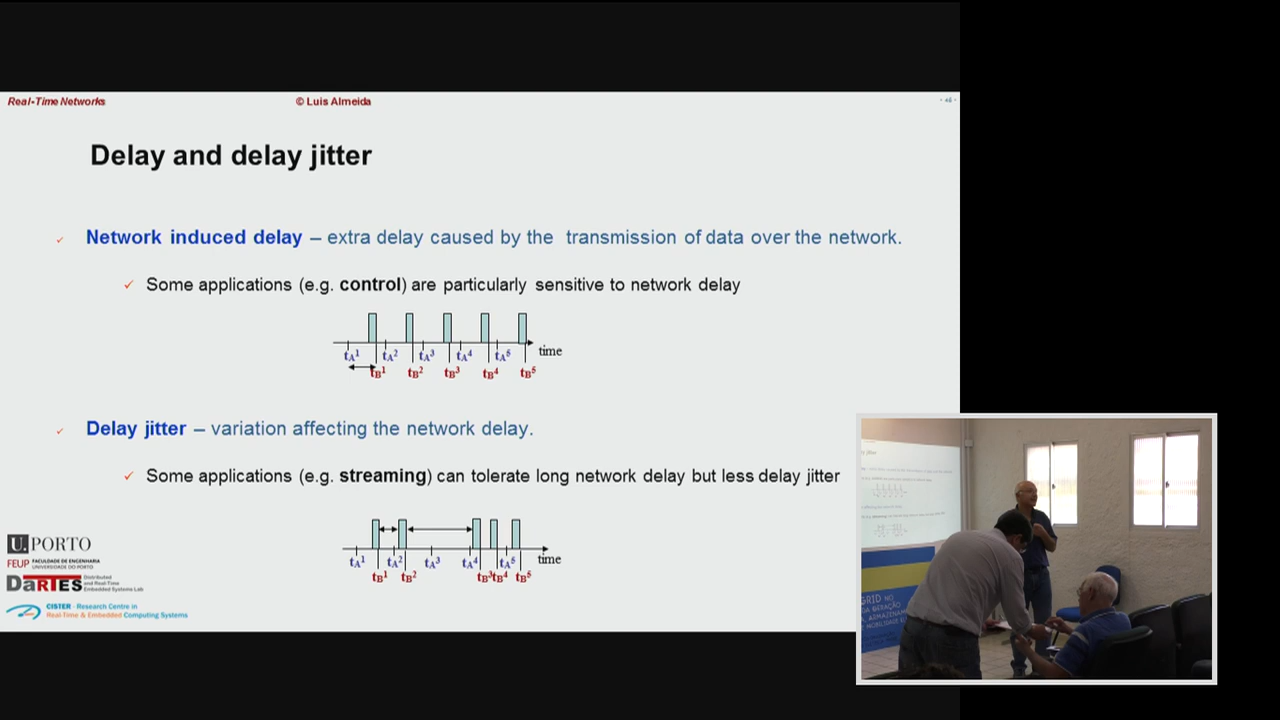 Real-Time Networks © Luis Almeida
Delay and delay jitter
Network induced delay – extra delay caused by the transmission of data over the network.
Some applications (e.g. control) are particularly sensitive to network delay
time
tA1 tA2 tA3 tA4 tA5
tB1 tB2 tB3 tB4 tB5
Delay jitter – variation affecting the network delay.
Some applications (e.g. streaming) can tolerate long network delay but less delay jitter
time
tA1 tA2 tA3 tA4 tA5
tB1 tB2 tB3 tB4 tB5
U. PORTO
FEUP FACULDADE DE ENGENHARIA
UNIVERSIDADE DO PORTO
DaRTES Distributed
and Real-Time
Embedded Systems Lab
CISTER - Research Centre in
Real-Time & Embedded Computing Systems
GRID NO